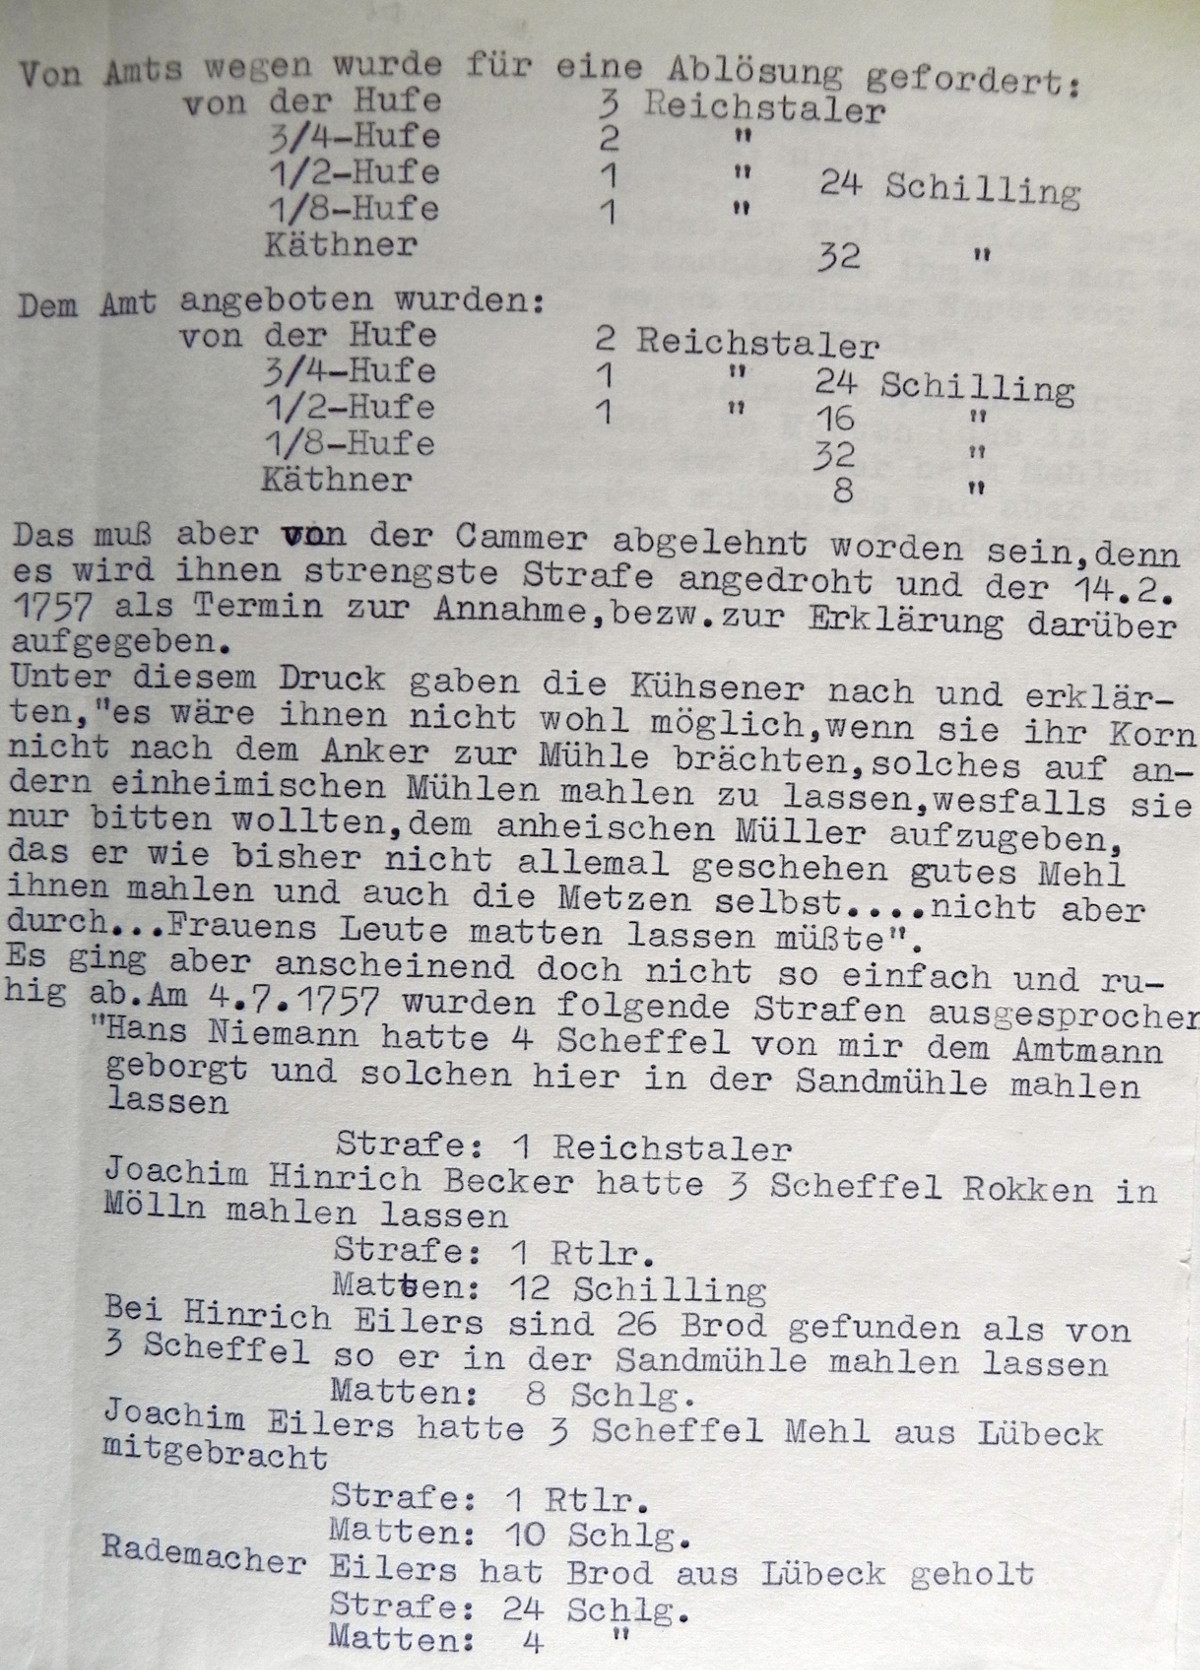 Von Amts wegen wurde für eine Ablösung gefordert:
von der Hufe 3 Reichstaler
3/4-Hufe 2 "
1/2-Hufe 1 " 24 Schilling
1/8-Hufe 1 "
Käthner 32 "
Dem Amt angeboten wurden:
von der Hufe 2 Reichstaler
3/4-Hufe 1 " 24 Schilling
1/2-Hufe 1 " 16 "
1/8-Hufe 32 "
Käthner 8 "
Das muß aber von der Cammer abgelehnt worden sein,denn
es wird ihnen strengste Strafe angedroht und der 14.2.
1757 als Termin zur Annahme,bezw.zur Erklärung darüber
aufgegeben.
Unter diesem Druck gaben die Kühsener nach und erklär-
ten,"es wäre ihnen nicht wohl möglich,wenn sie ihr Korn
nicht nach dem Anker zur Mühle brächten,solches auf an-
dern einheimischen Mühlen mahlen zu lassen,wesfalls sie
nur bitten wollten,dem anheischen Müller aufzugeben,
das er wie bisher nicht allemal geschehen gutes Mehl
ihnen mahlen und auch die Metzen selbst....nicht aber
durch...Frauens Leute matten lassen müßte".
Es ging aber anscheinend doch nicht so einfach und ru-
hig ab.Am 4.7.1757 wurden folgende Strafen ausgesprochen
"Hans Niemann hatte 4 Scheffel von mir dem Amtmann
geborgt und solchen hier in der Sandmühle mahlen
lassen
Strafe: 1 Reichstaler
Joachim Hinrich Becker hatte 3 Scheffel Rokken in
Mölln mahlen lassen
Strafe: 1 Rtlr.
Matten: 12 Schilling
Bei Hinrich Eilers sind 26 Brod gefunden als von
3 Scheffel so er in der Sandmühle mahlen lassen
Matten: 8 Schlg.
Joachim Eilers hatte 3 Scheffel Mehl aus Lübeck
mitgebracht
Strafe: 1 Rtlr.
Matten: 10 Schlg.
Rademacher Eilers hat Brod aus Lübeck geholt
Strafe: 24 Schlg.
Matten: 4 "